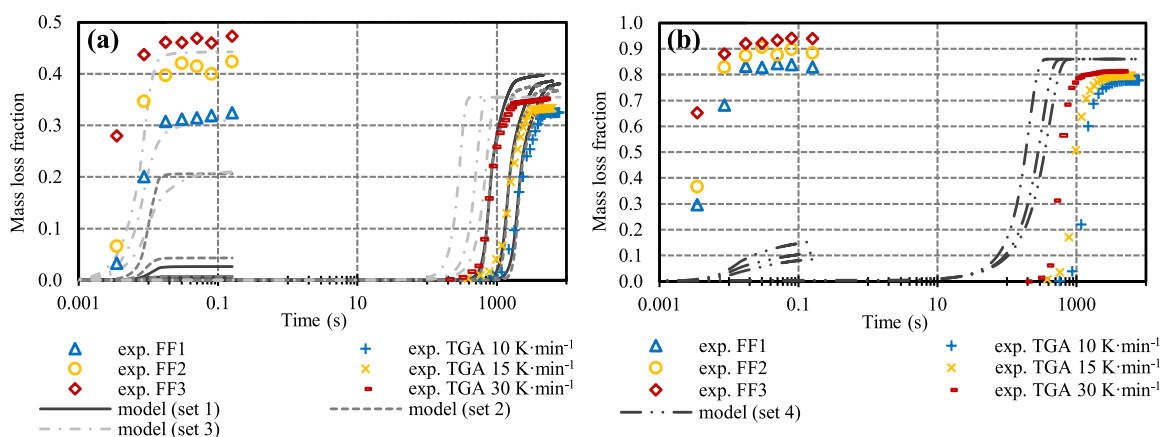 (a)
Mass loss fraction
0.5
0.4
0.3
0.2
0.1
0.0
0.001
0.1
10
1000
Time (s)
exp. FF1
exp. FF2
exp. FF3
exp. TGA 10 K·min-1
exp. TGA 15 K·min-1
exp. TGA 30 K·min-1
model (set 1)
model (set 2)
model (set 3)
(b)
Mass loss fraction
1.0
0.9
0.8
0.7
0.6
0.5
0.4
0.3
0.2
0.1
0.0
0.001
0.1
10
1000
Time (s)
exp. FF1
exp. FF2
exp. FF3
exp. TGA 10 K·min-1
exp. TGA 15 K·min-1
exp. TGA 30 K·min-1
model (set 4)